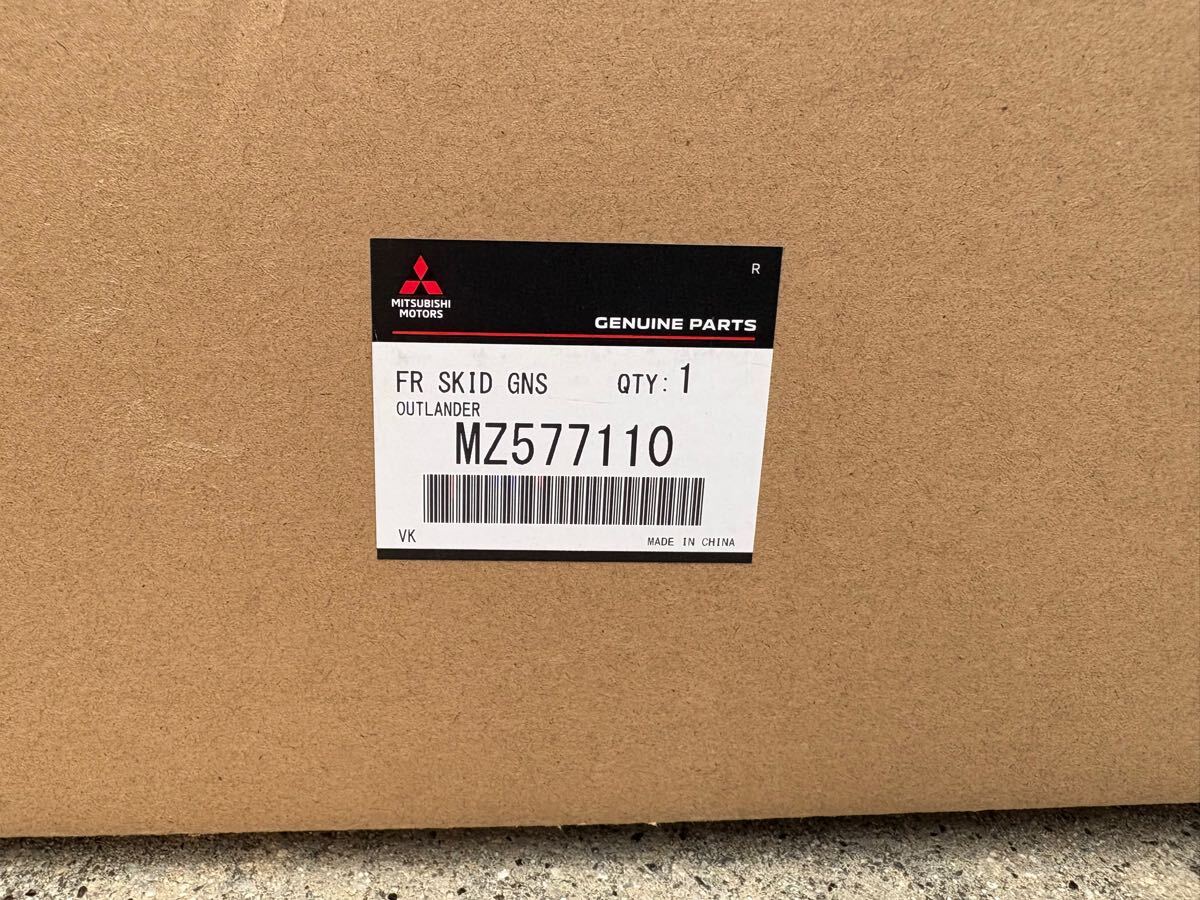 R
MITSUBISHI
MOTORS
GENUINE PARTS
FR SKID GNS QTY: 1
OUTLANDER
MZ577110
VK
MADE IN CHINA